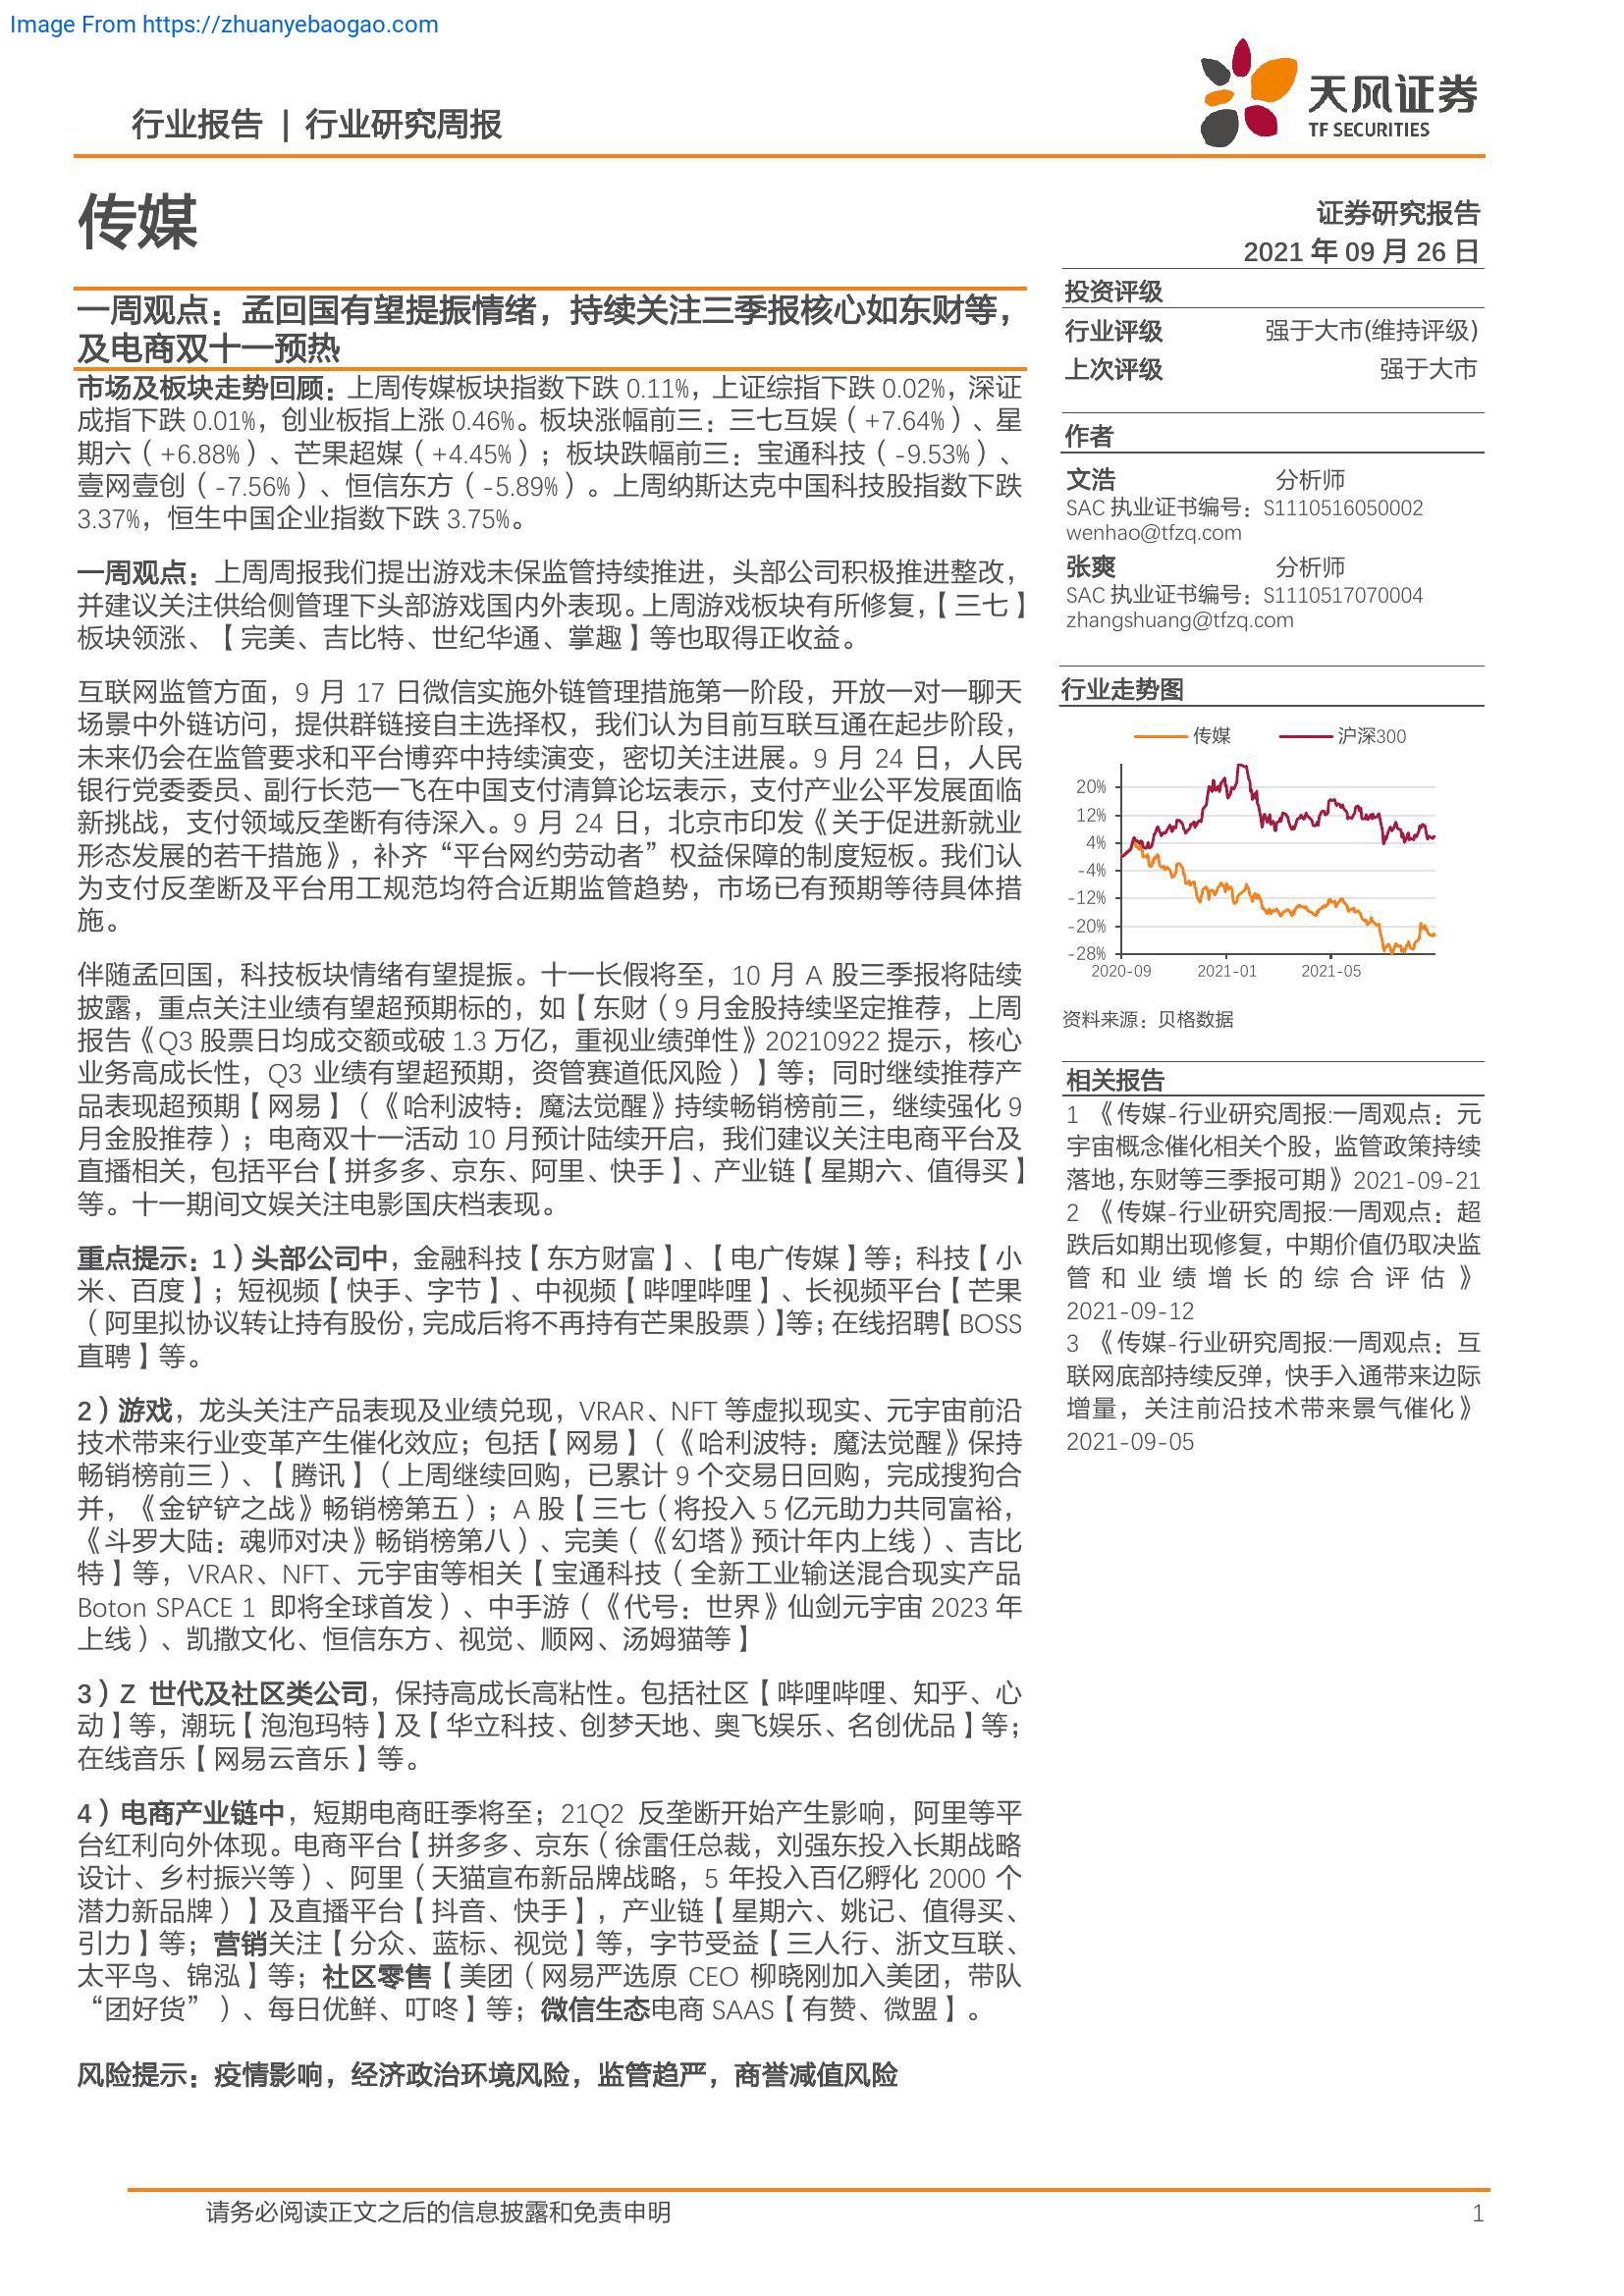 Image From https://zhuanyebaogao.com
行业报告 | 行业研究周报
天风证券
TF SECURITIES
传媒
证券研究报告
2021 年 09 月 26 日
一周观点：孟回国有望提振情绪，持续关注三季报核心如东财等，
及电商双十一预热
市场及板块走势回顾：上周传媒板块指数下跌 0.11%，上证综指下跌 0.02%，深证
成指下跌 0.01%，创业板指上涨 0.46%。板块涨幅前三：三七互娱（+7.64%）、星
期六（+6.88%）、芒果超媒（+4.45%）；板块跌幅前三：宝通科技（-9.53%）、
壹网壹创（-7.56%）、恒信东方（-5.89%）。上周纳斯达克中国科技股指数下跌
3.37%，恒生中国企业指数下跌 3.75%。
一周观点：上周周报我们提出游戏未保监管持续推进，头部公司积极推进整改，
并建议关注供给侧管理下头部游戏国内外表现。上周游戏板块有所修复，【三七】
板块领涨、【完美、吉比特、世纪华通、掌趣】等也取得正收益。
互联网监管方面，9 月 17 日微信实施外链管理措施第一阶段，开放一对一聊天
场景中外链访问，提供群链接自主选择权，我们认为目前互联互通在起步阶段，
未来仍会在监管要求和平台博弈中持续演变，密切关注进展。9 月 24 日，人民
银行党委委员、副行长范一飞在中国支付清算论坛表示，支付产业公平发展面临
新挑战，支付领域反垄断有待深入。9 月 24 日，北京市印发《关于促进新就业
形态发展的若干措施》，补齐“平台网约劳动者”权益保障的制度短板。我们认
为支付反垄断及平台用工规范均符合近期监管趋势，市场已有预期等待具体措
施。
伴随孟回国，科技板块情绪有望提振。十一长假将至，10 月 A 股三季报将陆续
披露，重点关注业绩有望超预期标的，如【东财（9 月金股持续坚定推荐，上周
报告《Q3 股票日均成交额或破 1.3 万亿，重视业绩弹性》20210922 提示，核心
业务高成长性，Q3 业绩有望超预期，资管赛道低风险）】等；同时继续推荐产
品表现超预期【网易】（《哈利波特：魔法觉醒》持续畅销榜前三，继续强化 9
月金股推荐）；电商双十一活动 10 月预计陆续开启，我们建议关注电商平台及
直播相关，包括平台【拼多多、京东、阿里、快手】、产业链【星期六、值得买】
等。十一期间文娱关注电影国庆档表现。
重点提示：1）头部公司中，金融科技【东方财富】、【电广传媒】等；科技【小
米、百度】；短视频【快手、字节】、中视频【哔哩哔哩】、长视频平台【芒果
（阿里拟协议转让持有股份，完成后将不再持有芒果股票）】等；在线招聘【BOSS
直聘】等。
2）游戏，龙头关注产品表现及业绩兑现，VRAR、NFT 等虚拟现实、元宇宙前沿
技术带来行业变革产生催化效应；包括【网易】（《哈利波特：魔法觉醒》保持
畅销榜前三）、【腾讯】（上周继续回购，已累计 9 个交易日回购，完成搜狗合
并，《金铲铲之战》畅销榜第五）；A 股【三七（将投入 5 亿元助力共同富裕，
《斗罗大陆：魂师对决》畅销榜第八）、完美（《幻塔》预计年内上线）、吉比
特】等，VRAR、NFT、元宇宙等相关【宝通科技（全新工业输送混合现实产品
Boton SPACE 1 即将全球首发）、中手游（《代号：世界》仙剑元宇宙 2023 年
上线）、凯撒文化、恒信东方、视觉、顺网、汤姆猫等】
3）Z 世代及社区类公司，保持高成长高粘性。包括社区【哔哩哔哩、知乎、心
动】等，潮玩【泡泡玛特】及【华立科技、创梦天地、奥飞娱乐、名创优品】等；
在线音乐【网易云音乐】等。
4）电商产业链中，短期电商旺季将至；21Q2 反垄断开始产生影响，阿里等平
台红利向外体现。电商平台【拼多多、京东（徐雷任总裁，刘强东投入长期战略
设计、乡村振兴等）、阿里（天猫宣布新品牌战略，5 年投入百亿孵化 2000 个
潜力新品牌）】及直播平台【抖音、快手】，产业链【星期六、姚记、值得买、
引力】等；营销关注【分众、蓝标、视觉】等，字节受益【三人行、浙文互联、
太平鸟、锦泓】等；社区零售【美团（网易严选原 CEO 柳晓刚加入美团，带队
“团好货”）、每日优鲜、叮咚】等；微信生态电商 SAAS【有赞、微盟】。
风险提示：疫情影响，经济政治环境风险，监管趋严，商誉减值风险
投资评级
行业评级 强于大市(维持评级)
上次评级 强于大市
作者
文浩 分析师
SAC 执业证书编号：S1110516050002
wenhao@tfzq.com
张爽 分析师
SAC 执业证书编号：S1110517070004
zhangshuang@tfzq.com
行业走势图
传媒 沪深300
20%
12%
4%
-4%
-12%
-20%
-28%
2020-09 2021-01 2021-05
资料来源：贝格数据
相关报告
1 《传媒-行业研究周报:一周观点：元
宇宙概念催化相关个股，监管政策持续
落地，东财等三季报可期》2021-09-21
2 《传媒-行业研究周报:一周观点：超
跌后如期出现修复，中期价值仍取决监
管和业绩增长的综合评估》
2021-09-12
3 《传媒-行业研究周报:一周观点：互
联网底部持续反弹，快手入通带来边际
增量，关注前沿技术带来景气催化》
2021-09-05
请务必阅读正文之后的信息披露和免责申明 1